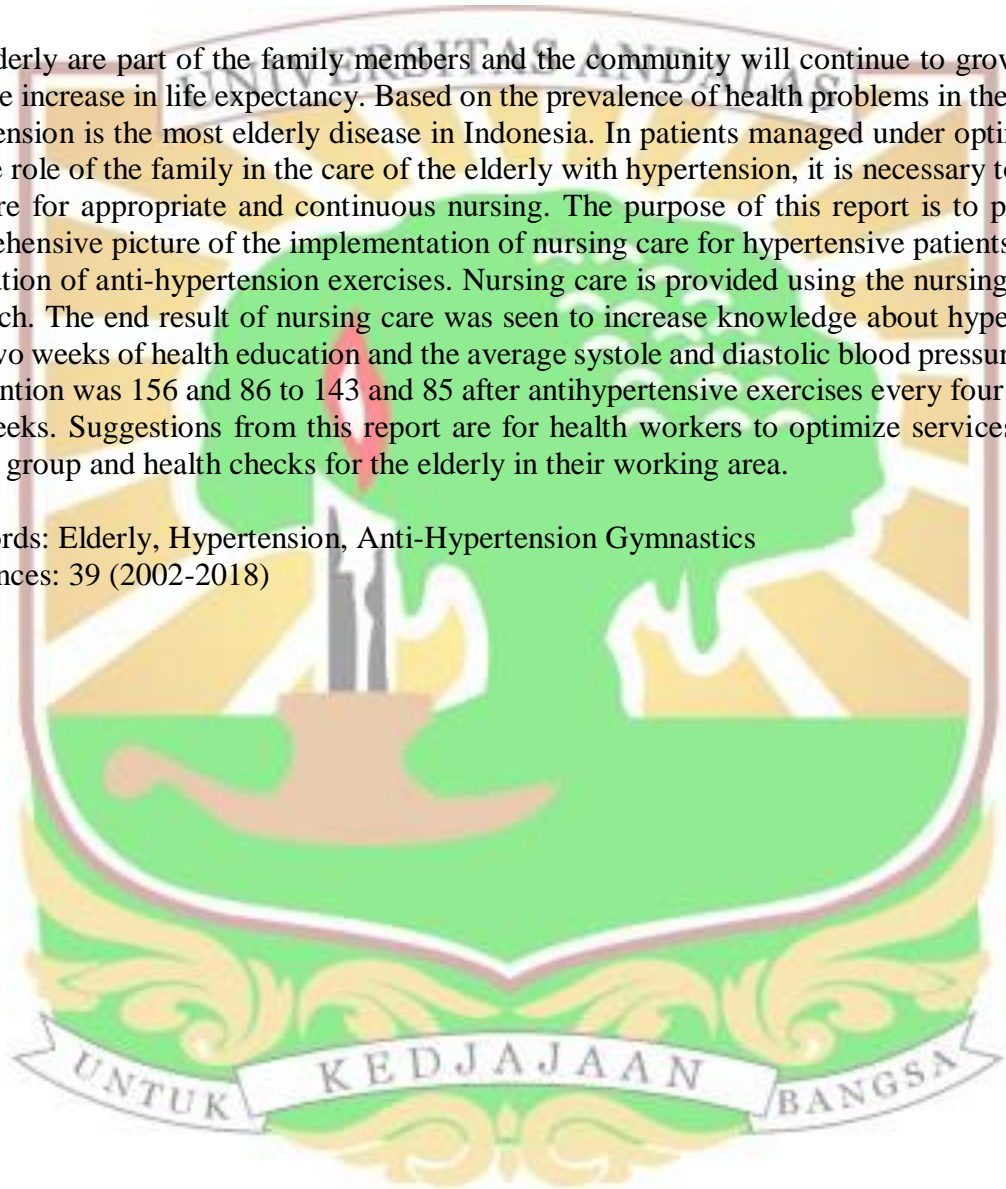 UNIVERSITAS ANDALAS
derly are part of the family members and the community will continue to grow
e increase in life expectancy. Based on the prevalence of health problems in the
ension is the most elderly disease in Indonesia. In patients managed under opti
e role of the family in the care of the elderly with hypertension, it is necessary to
re for appropriate and continuous nursing. The purpose of this report is to p
ehensive picture of the implementation of nursing care for hypertensive patients
ation of anti-hypertension exercises. Nursing care is provided using the nursing
ch. The end result of nursing care was seen to increase knowledge about hype
wo weeks of health education and the average systole and diastolic blood pressur
ntion was 156 and 86 to 143 and 85 after antihypertensive exercises every four
eeks. Suggestions from this report are for health workers to optimize services
group and health checks for the elderly in their working area.
ords: Elderly, Hypertension, Anti-Hypertension Gymnastics
nces: 39 (2002-2018)
UNTUK KEDJAJAAN BANGSA